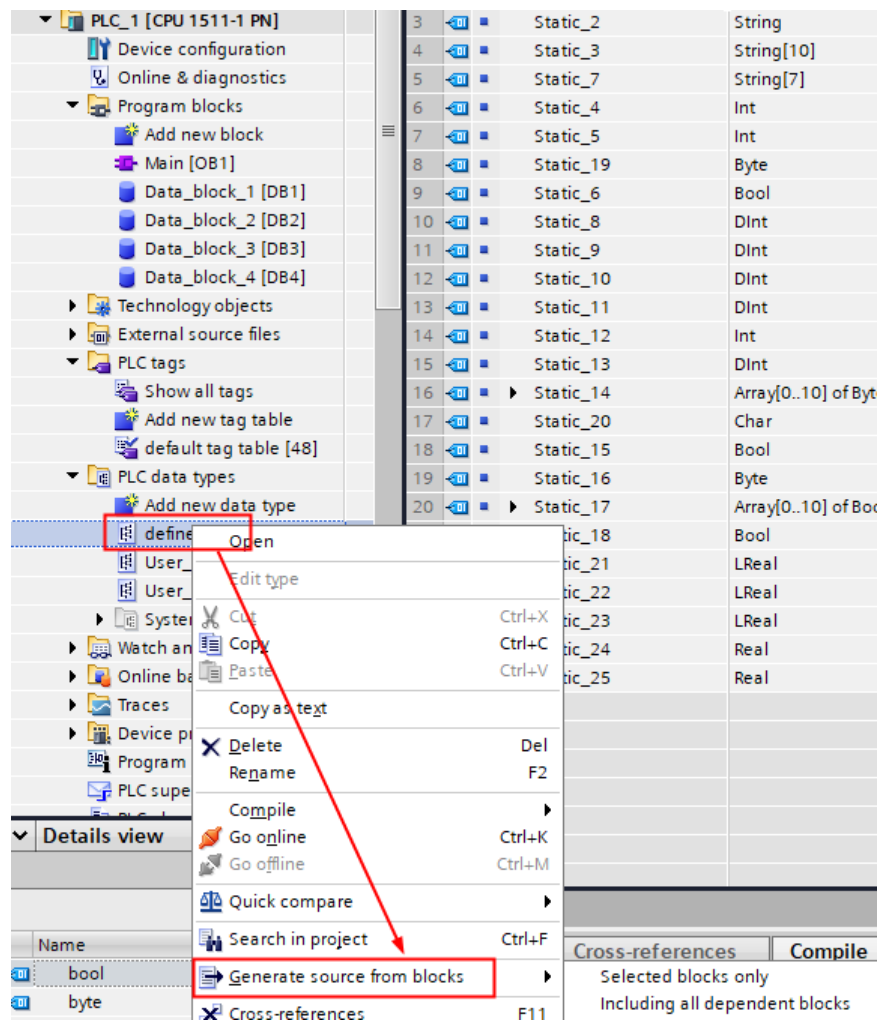 PLC_1 [CPU 1511-1 PN]
Device configuration
Online & diagnostics
Program blocks
Add new block
Main [OB1]
Data_block_1 [DB1]
Data_block_2 [DB2]
Data_block_3 [DB3]
Data_block_4 [DB4]
Technology objects
External source files
PLC tags
Show all tags
Add new tag table
default tag table [48]
PLC data types
Add new data type
define
User_
User_
Syste
Watch an
Online ba
Traces
Device p
Program
PLC supe
3 Static_2 String
4 Static_3 String[10]
5 Static_7 String[7]
6 Static_4 Int
7 Static_5 Int
8 Static_19 Byte
9 Static_6 Bool
10 Static_8 DInt
11 Static_9 DInt
12 Static_10 DInt
13 Static_11 DInt
14 Static_12 Int
15 Static_13 DInt
16 Static_14 Array[0..10] of Byt
17 Static_20 Char
18 Static_15 Bool
19 Static_16 Byte
20 Static_17 Array[0..10] of Boo
tic_18 Bool
tic_21 LReal
tic_22 LReal
tic_23 LReal
tic_24 Real
tic_25 Real
Open
Edit type
Cut Ctrl+X
Copy Ctrl+C
Paste Ctrl+V
Copy as text
Delete Del
Rename F2
Compile
Go online Ctrl+K
Go offline Ctrl+M
Quick compare
Search in project Ctrl+F
Generate source from blocks
Cross-references F11
Details view
Name
bool
byte
Cross-references Compile
Selected blocks only
Including all dependent blocks